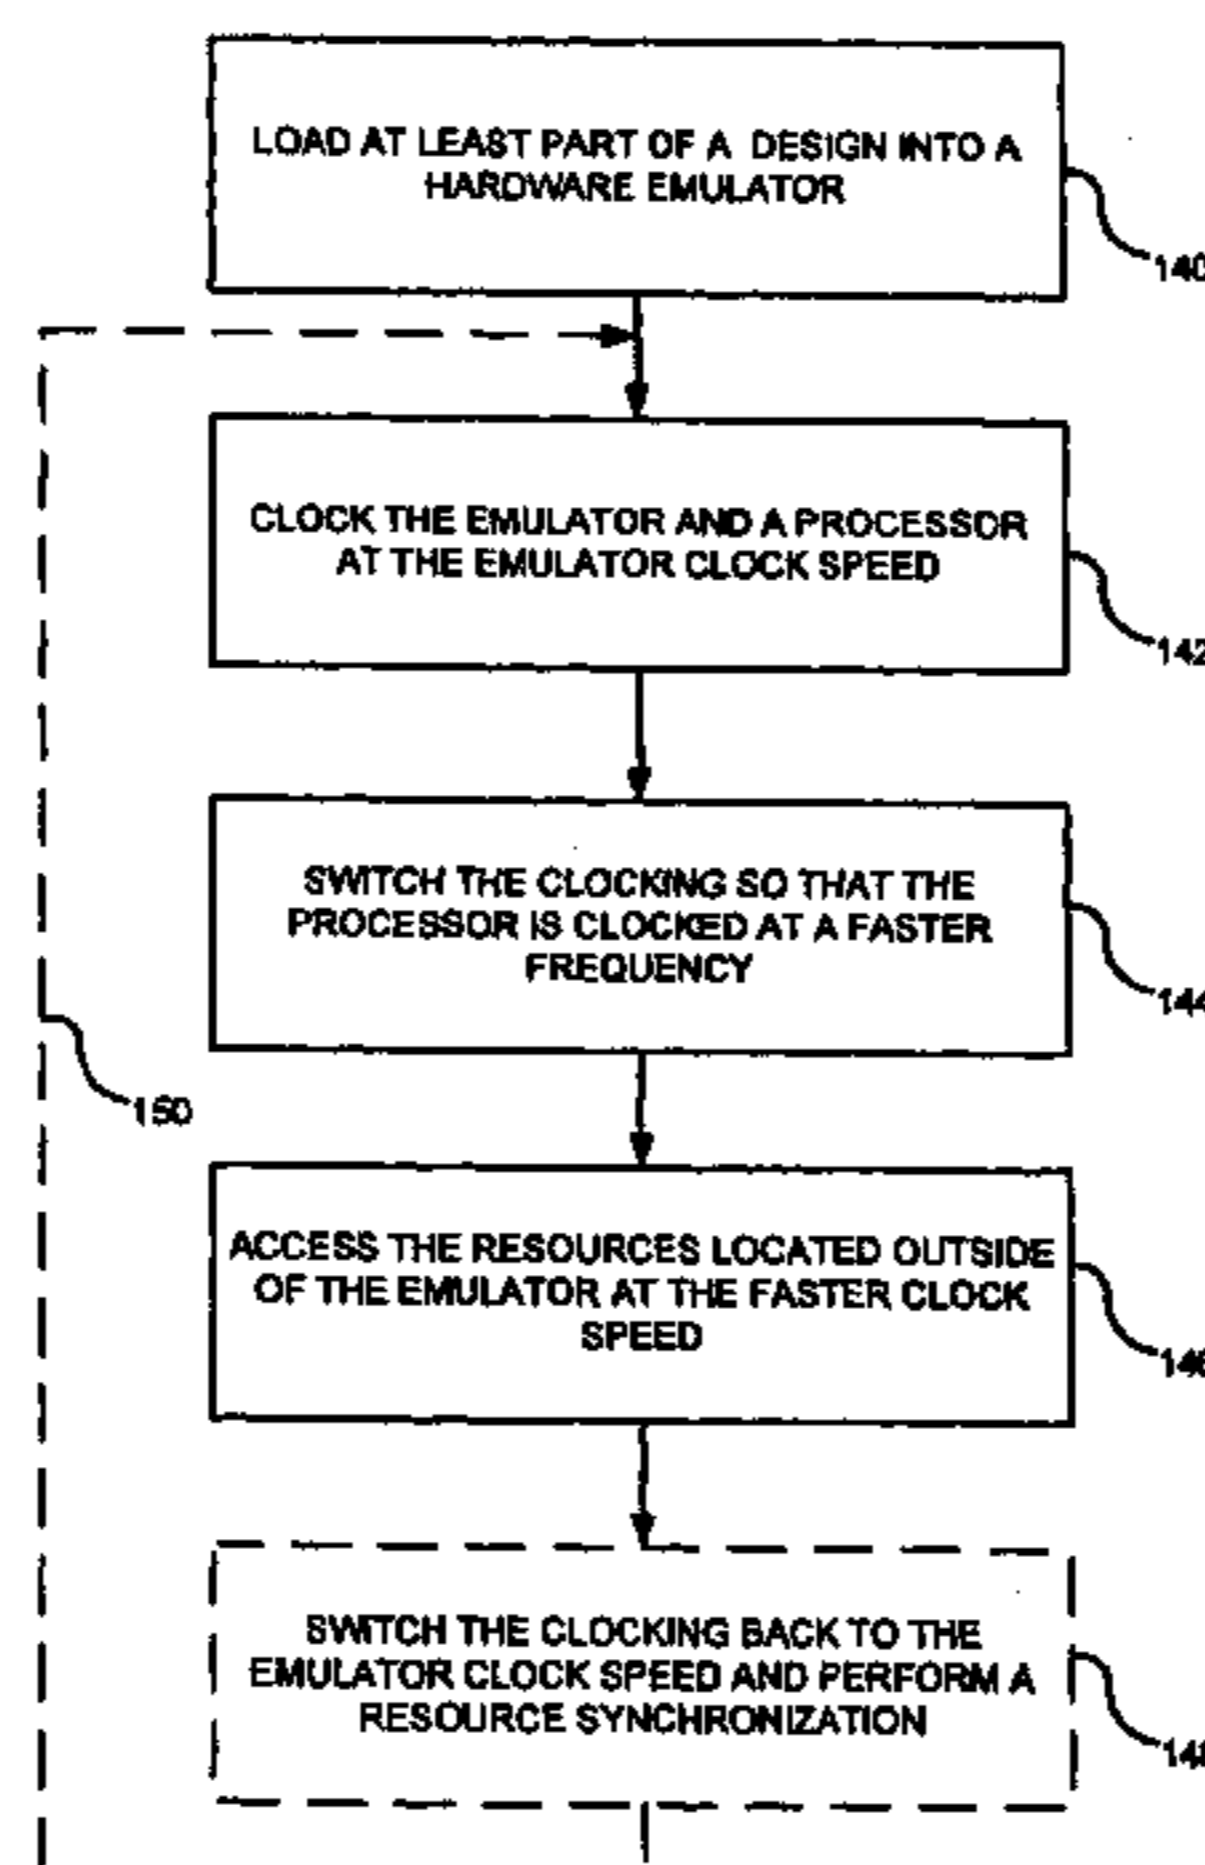 LOAD AT LEAST PART OF A DESIGN INTO A
HARDWARE EMULATOR
140
CLOCK THE EMULATOR AND A PROCESSOR
AT THE EMULATOR CLOCK SPEED
142
SWITCH THE CLOCKING SO THAT THE
PROCESSOR IS CLOCKED AT A FASTER
FREQUENCY
144
150
ACCESS THE RESOURCES LOCATED OUTSIDE
OF THE EMULATOR AT THE FASTER CLOCK
SPEED
146
SWITCH THE CLOCKING BACK TO THE
EMULATOR CLOCK SPEED AND PERFORM A
RESOURCE SYNCHRONIZATION